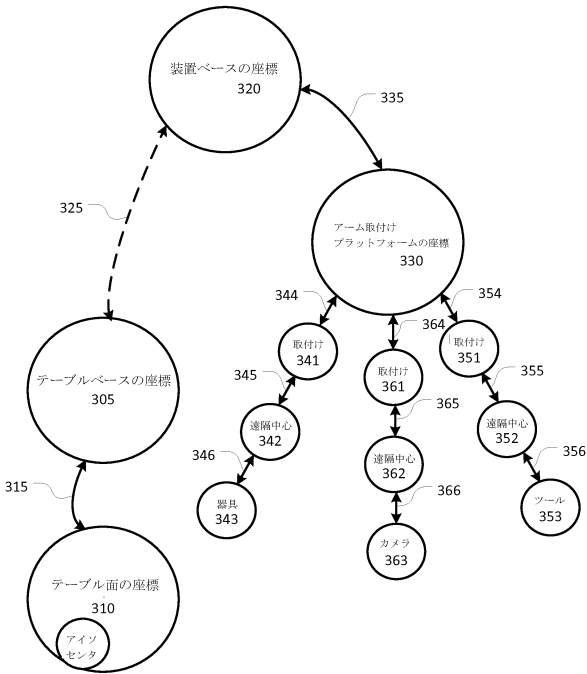 装置ベースの座標
320
335
325
アーム取付け
プラットフォームの座標
330
344
364
354
取付け
341
取付け
361
取付け
351
345
365
355
遠隔中心
342
遠隔中心
362
遠隔中心
352
346
366
356
器具
343
カメラ
363
ツール
353
テーブルベースの座標
305
315
テーブル面の座標
310
アイソ
センタ